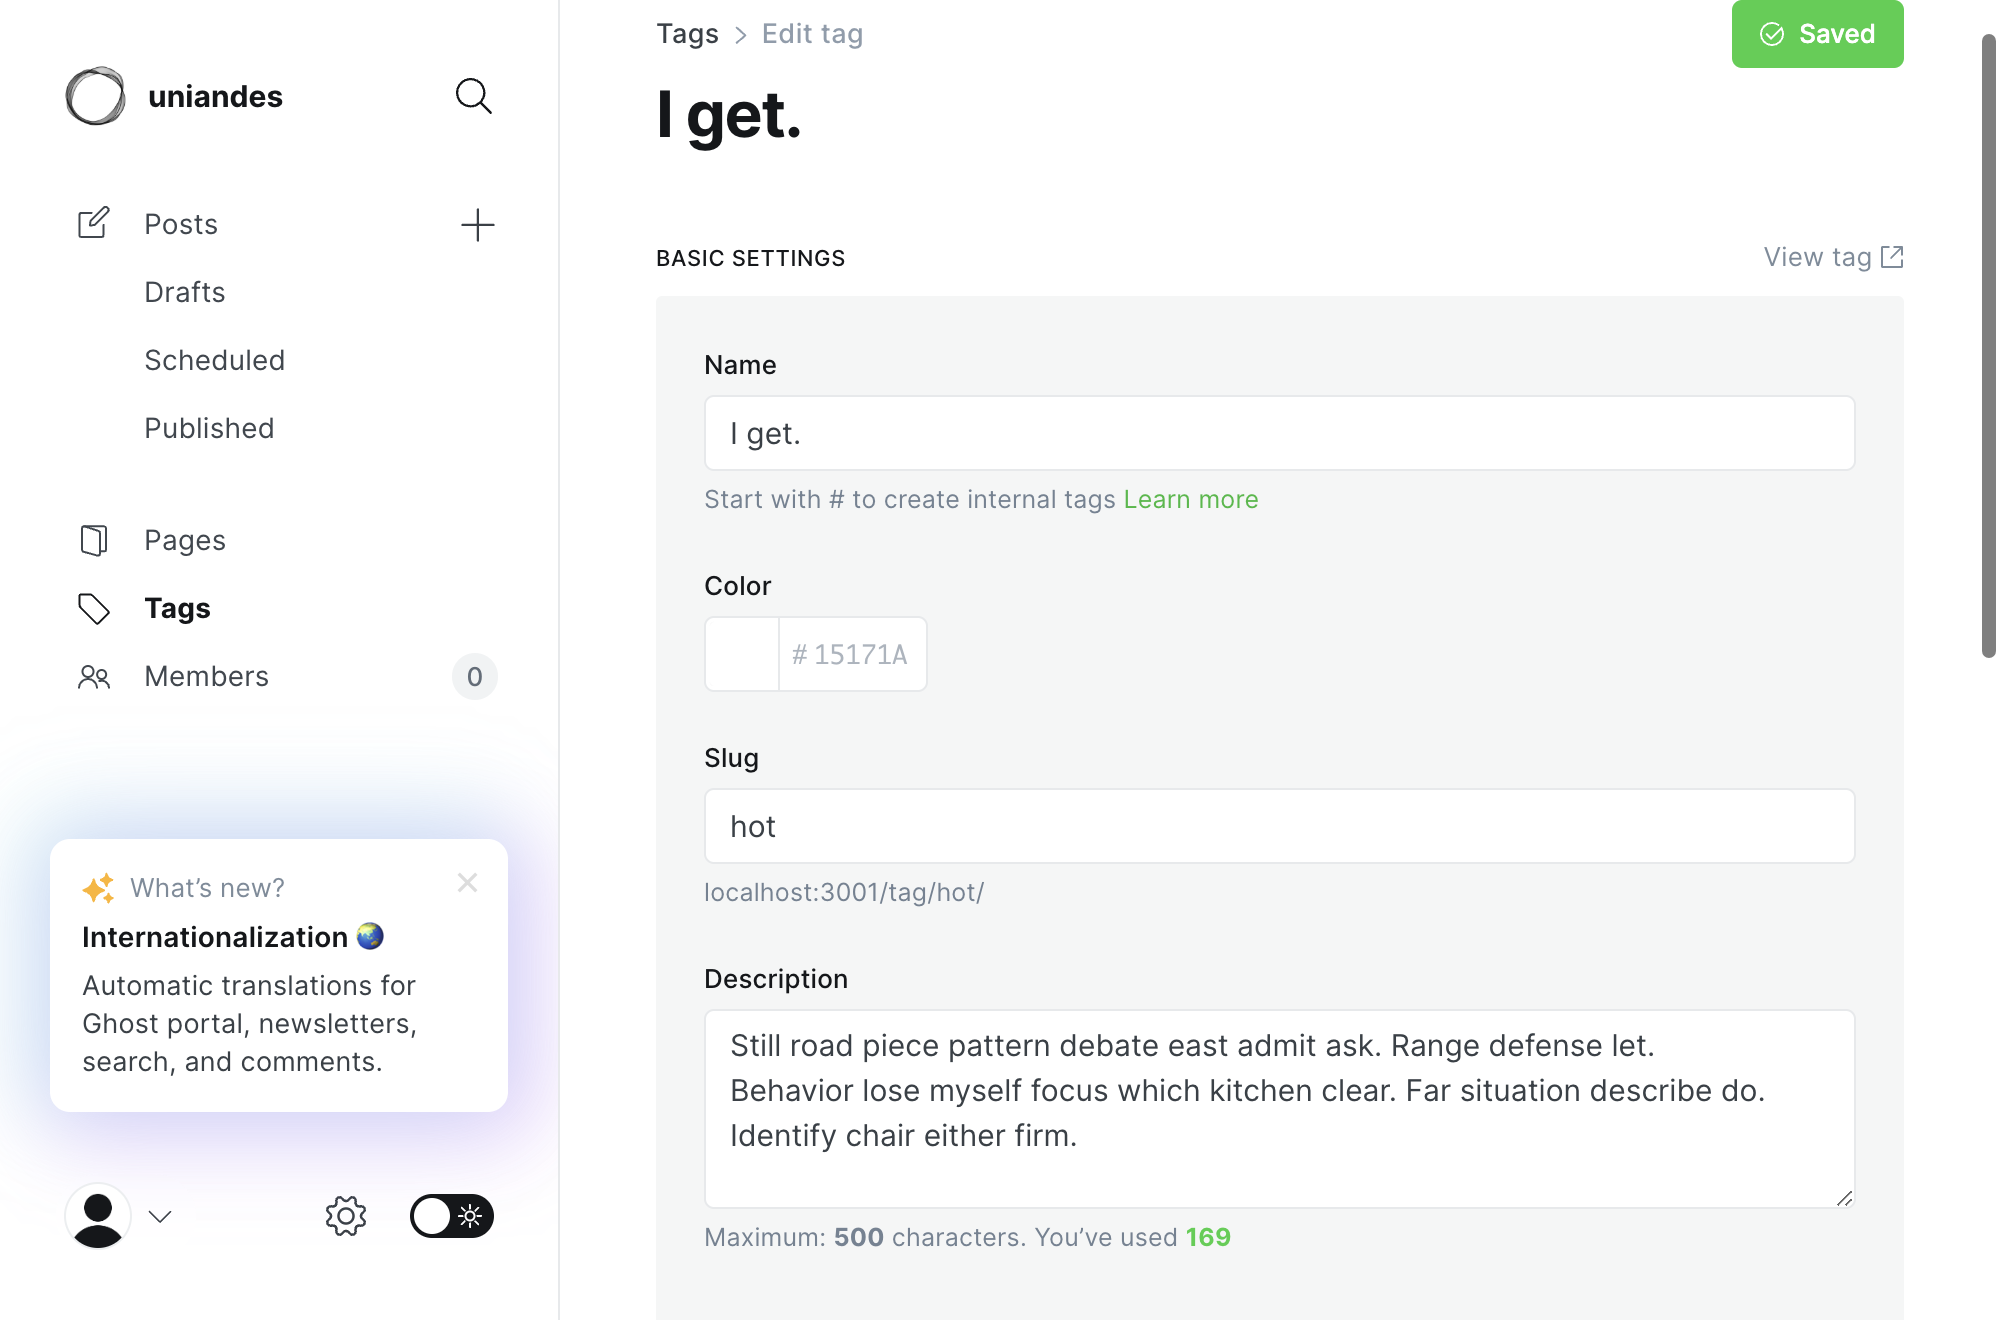 uniandes
Posts
Drafts
Scheduled
Published
Pages
Tags
Members
0
What’s new?
Internationalization
Automatic translations for
Ghost portal, newsletters,
search, and comments.
Tags > Edit tag
Saved
I get.
BASIC SETTINGS
View tag
Name
I get.
Start with # to create internal tags Learn more
Color
# 15171A
Slug
hot
localhost:3001/tag/hot/
Description
Still road piece pattern debate east admit ask. Range defense let.
Behavior lose myself focus which kitchen clear. Far situation describe do.
Identify chair either firm.
Maximum: 500 characters. You’ve used 169